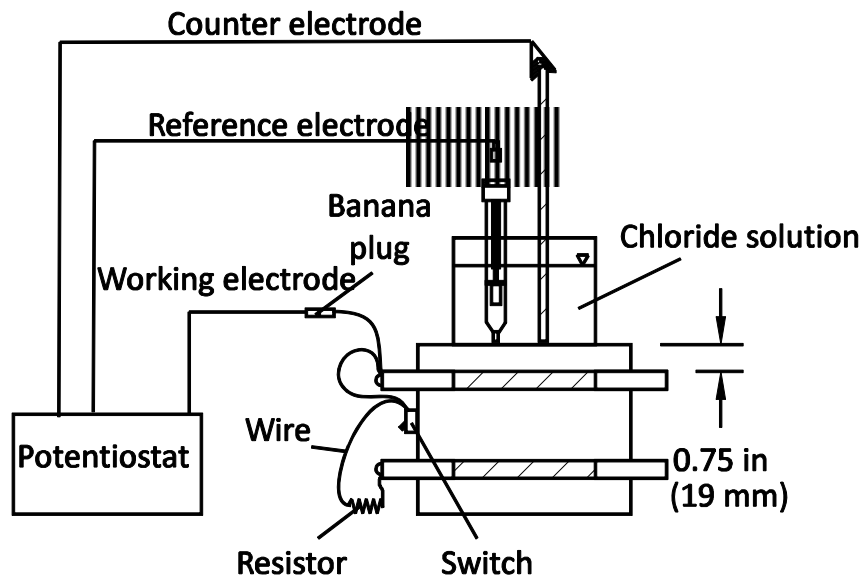 Counter electrode
Reference electrode
Banana
plug
Chloride solution
Working electrode
Wire
Potentiostat
0.75 in
(19 mm)
Resistor
Switch